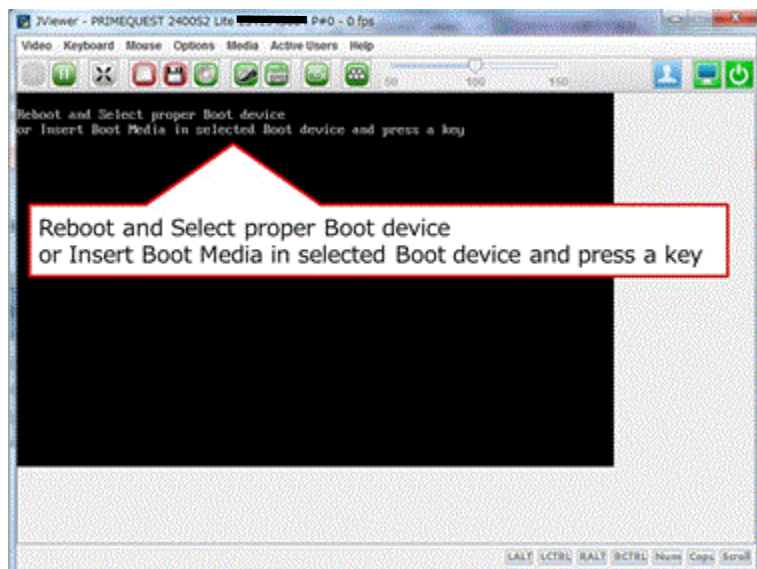 JViewer - PRIMEQUEST 2400S2 Lite P#0 - 0 fps
Video Keyboard Mouse Options Media Active Users Help
50 100 150
Reboot and Select proper Boot device
or Insert Boot Media in selected Boot device and press a key
Reboot and Select proper Boot device
or Insert Boot Media in selected Boot device and press a key
LALT LCTRL RALT RCTRL Num Caps Scroll